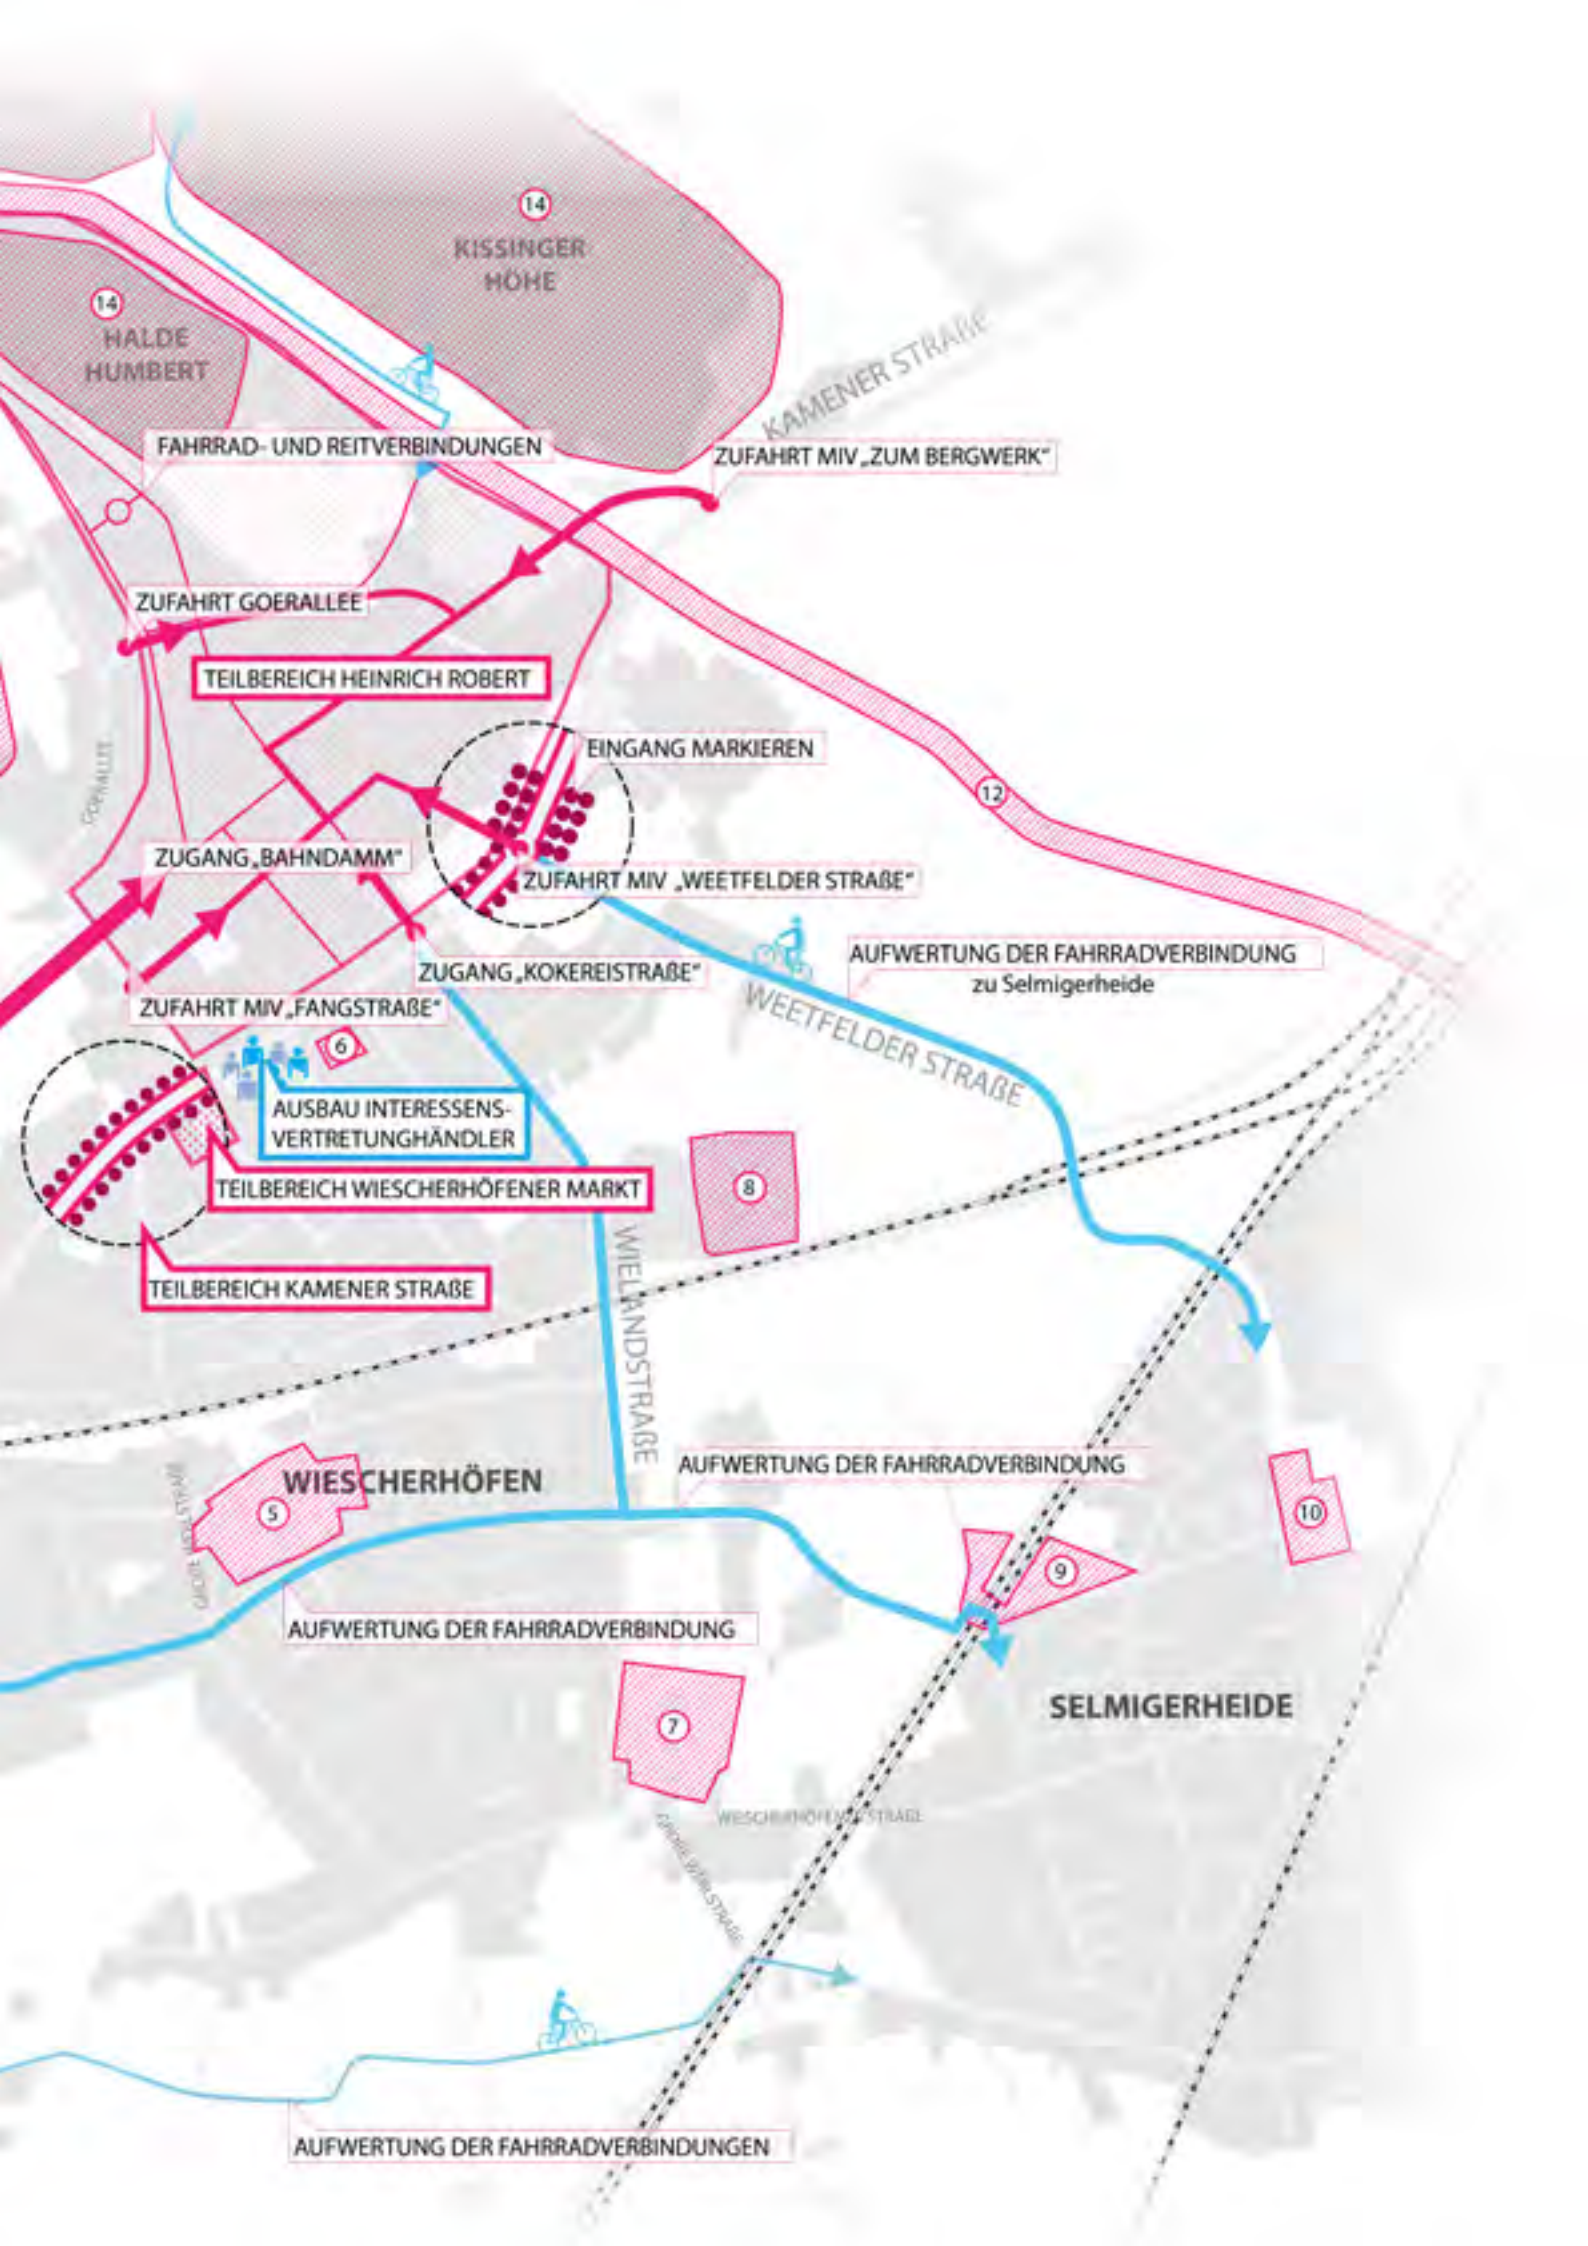 14
KISSINGER
HÖHE
14
HALDE
HUMBERT
KAMENER STRAßE
FAHRRAD- UND REITVERBINDUNGEN
ZUFAHRT MIV „ZUM BERGWERK“
ZUFAHRT GOERALLEE
TEILBEREICH HEINRICH ROBERT
EINGANG MARKIEREN
GOERALLEE
12
ZUGANG „BAHNDAMM“
ZUFAHRT MIV „WEETFELDER STRAßE“
AUFWERTUNG DER FAHRRADVERBINDUNG
zu Selmigerheide
ZUGANG „KOKEREISTRAßE“
ZUFAHRT MIV „FANGSTRAßE“
WEETFELDER STRAßE
6
AUSBAU INTERESSENS-
VERTRETUNGHÄNDLER
TEILBEREICH WIESCHERHÖFENER MARKT
8
TEILBEREICH KAMENER STRAßE
WIELANDSTRAßE
AUFWERTUNG DER FAHRRADVERBINDUNG
WIESCHERHÖFEN
5
10
9
AUFWERTUNG DER FAHRRADVERBINDUNG
SELMIGERHEIDE
7
AUFWERTUNG DER FAHRRADVERBINDUNGEN